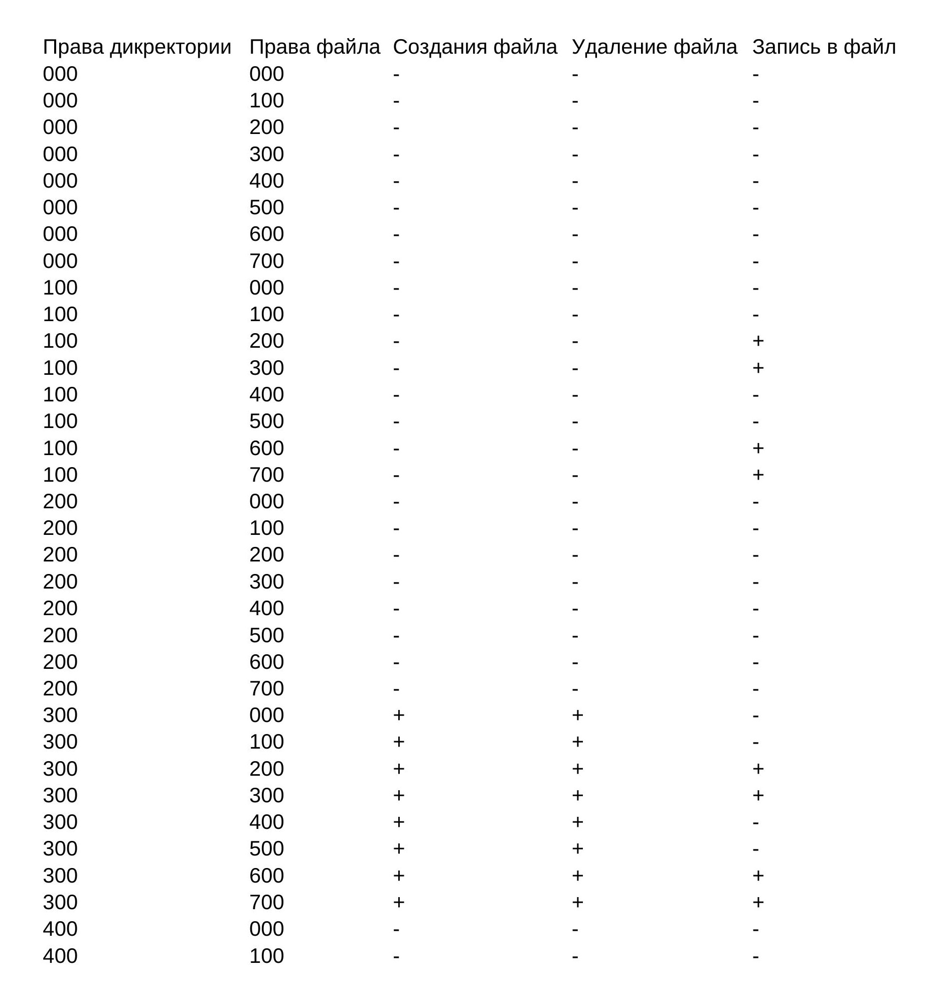 Права дикректории Права файла Создания файла Удаление файла Запись в файл
000 000 - - -
000 100 - - -
000 200 - - -
000 300 - - -
000 400 - - -
000 500 - - -
000 600 - - -
000 700 - - -
100 000 - - -
100 100 - - -
100 200 - - +
100 300 - - +
100 400 - - -
100 500 - - -
100 600 - - +
100 700 - - +
200 000 - - -
200 100 - - -
200 200 - - -
200 300 - - -
200 400 - - -
200 500 - - -
200 600 - - -
200 700 - - -
300 000 + + -
300 100 + + -
300 200 + + +
300 300 + + +
300 400 + + -
300 500 + + -
300 600 + + +
300 700 + + +
400 000 - - -
400 100 - - -